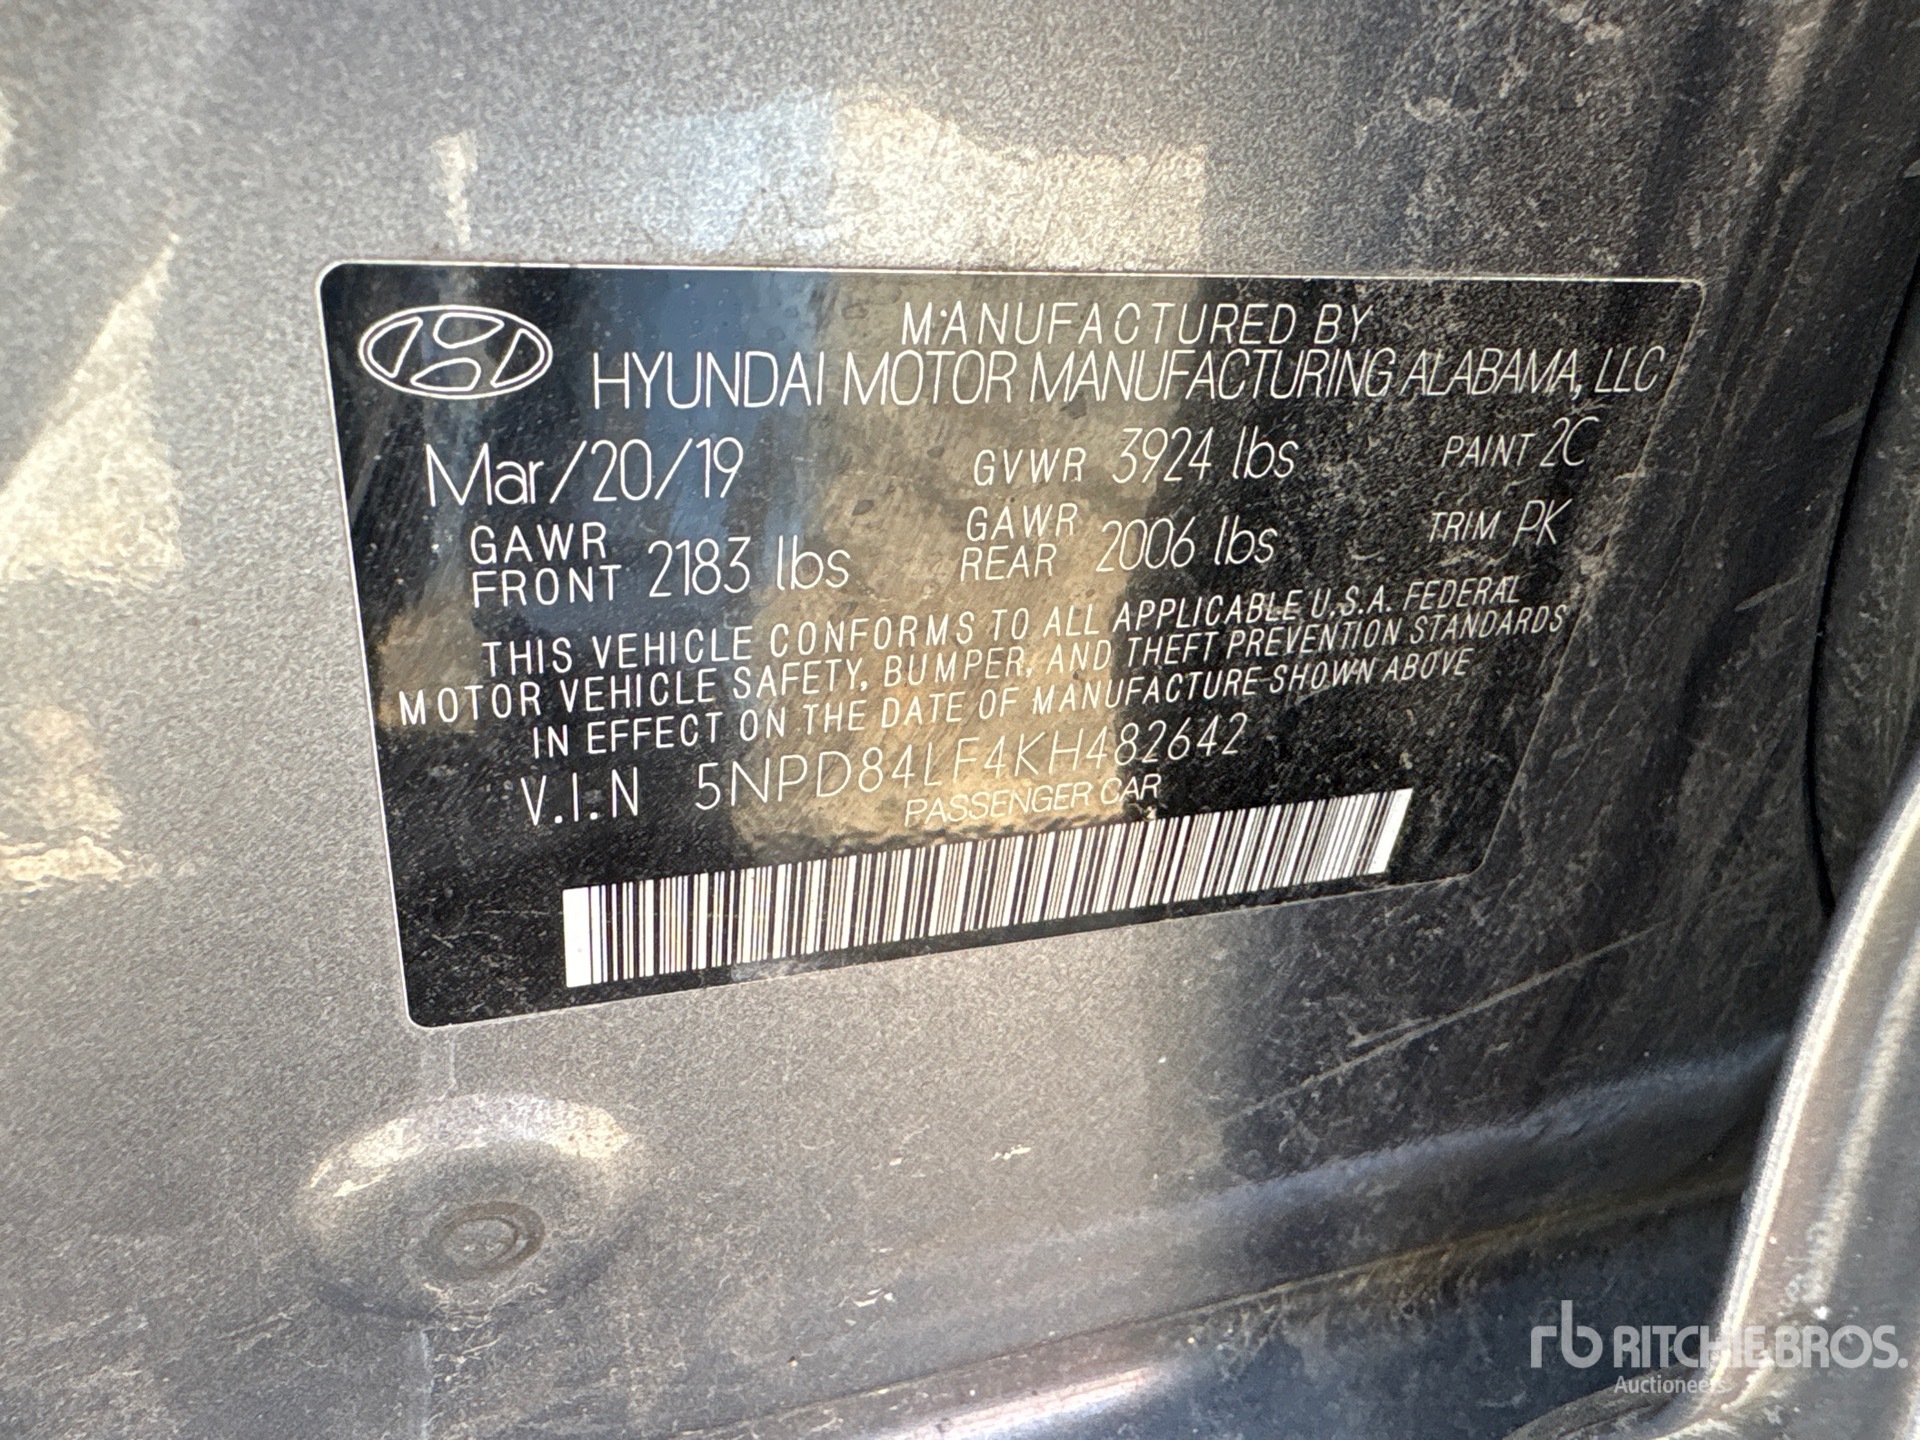 MANUFACTURED BY
HYUNDAI MOTOR MANUFACTURING ALABAMA, LLC
Mar/20/19 GVWR 3924 lbs PAINT 2C
GAWR FRONT 2183 lbs GAWR REAR 2006 lbs TRIM PK
THIS VEHICLE CONFORMS TO ALL APPLICABLE U.S.A. FEDERAL
MOTOR VEHICLE SAFETY, BUMPER, AND THEFT PREVENTION STANDARDS
IN EFFECT ON THE DATE OF MANUFACTURE SHOWN ABOVE
V.I.N 5NPD84LF4KH482642
PASSENGER CAR
rb RITCHIE BROS.
Auctioneers